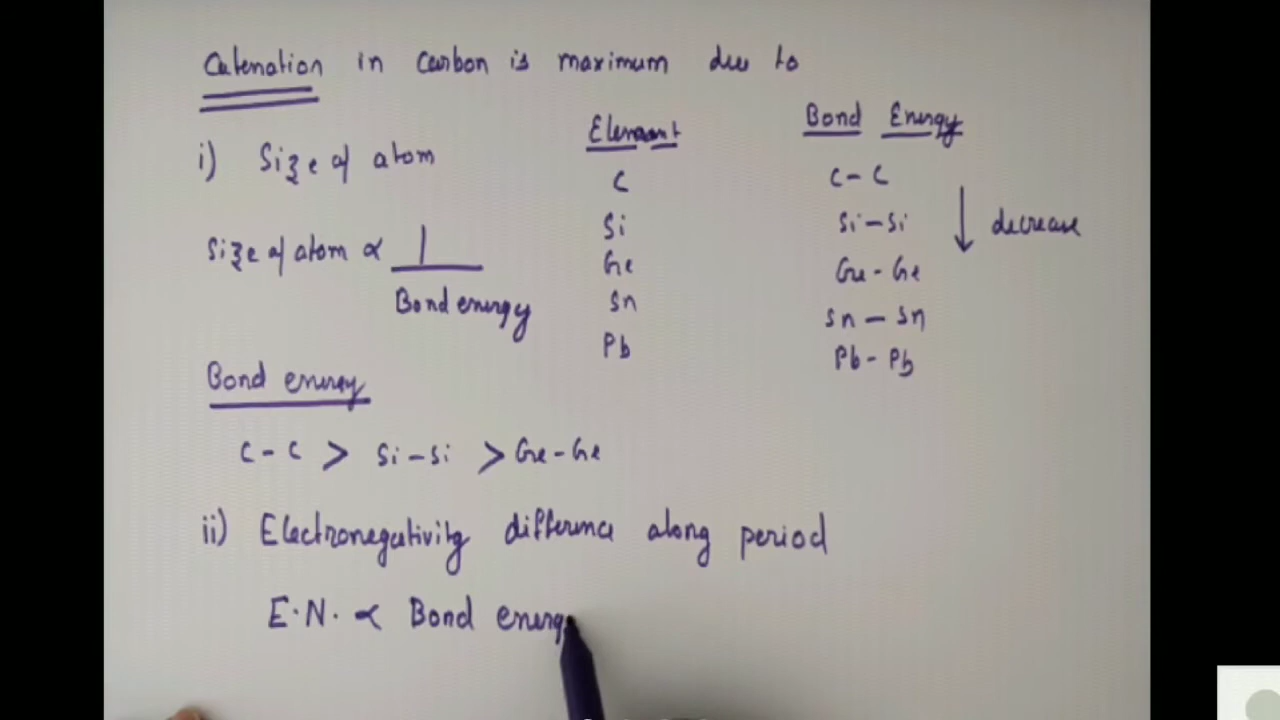 Catenation in carbon is maximum due to
i) Size of atom
Size of atom ∝ 1
Bond energy
Element
C
Si
Ge
Sn
Pb
Bond Energy
C - C
Si - Si
Ge - Ge
Sn - Sn
Pb - Pb
decrease
Bond energy
C - C > Si - Si > Ge - Ge
ii) Electronegativity difference along period
E.N. ∝ Bond energ